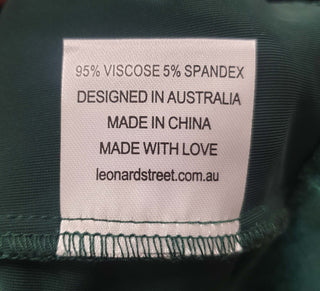 95% VISCOSE 5% SPANDEX
DESIGNED IN AUSTRALIA
MADE IN CHINA
MADE WITH LOVE
leonardstreet.com.au